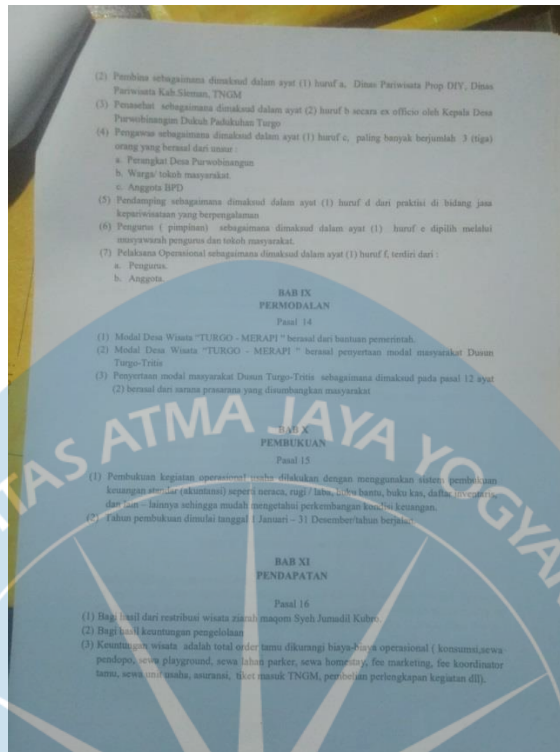 (2) Pembina sebagaimana dimaksud dalam ayat (1) huruf a, Dinas Pariwisata Prop DIY, Dinas
Pariwisata Kab.Sleman, TNGM
(3) Penasehat sebagaimana dimaksud dalam ayat (2) huruf b secara ex officio oleh Kepala Desa
Purwobinangun Dukuh Padukuhan Turgo
(4) Pengawas sebagaimana dimaksud dalam ayat (1) huruf c, paling banyak berjumlah 3 (tiga)
orang yang berasal dari unsur :
a. Perangkat Desa Purwobinangun
b. Warga/ tokoh masyarakat
c. Anggota BPD
(5) Pendamping sebagaimana dimaksud dalam ayat (1) huruf d dari praktisi di bidang jasa
kepariwisataan yang berpengalaman
(6) Pengurus ( pimpinan) sebagaimana dimaksud dalam ayat (1) huruf e dipilih melalui
musyawarah pengurus dan tokoh masyarakat.
(7) Pelaksana Operasional sebagaimana dimaksud dalam ayat (1) huruf f, terdiri dari :
a. Pengurus.
b. Anggota.
BAB IX
PERMODALAN
Pasal 14
(1) Modal Desa Wisata "TURGO - MERAPI " berasal dari bantuan pemerintah.
(2) Modal Desa Wisata "TURGO - MERAPI " berasal penyertaan modal masyarakat Dusun
Turgo-Tritis
(3) Penyertaan modal masyarakat Dusun Turgo-Tritis sebagaimana dimaksud pada pasal 12 ayat
(2) berasal dari sarana prasarana yang disumbangkan masyarakat
BAB X
PEMBUKUAN
Pasal 15
(1) Pembukuan kegiatan operasional usaha dilakukan dengan menggunakan sistem pembukuan
keuangan standar (akuntansi) seperti neraca, rugi / laba, buku bantu, buku kas, daftar inventaris,
dan lain – lainnya sehingga mudah mengetahui perkembangan kondisi keuangan.
(2) Tahun pembukuan dimulai tanggal 1 Januari – 31 Desember/tahun berjalan.
BAB XI
PENDAPATAN
Pasal 16
(1) Bagi hasil dari restribusi wisata ziarah maqom Syeh Jumadil Kubro.
(2) Bagi hasil keuntungan pengelolaan
(3) Keuntungan wisata adalah total order tamu dikurangi biaya-biaya operasional ( konsumsi,sewa
pendopo, sewa playground, sewa lahan parker, sewa homestay, fee marketing, fee koordinator
tamu, sewa unit usaha, asuransi, tiket masuk TNGM, pembelian perlengkapan kegiatan dll).
TAS ATMA JAYA YOGYA